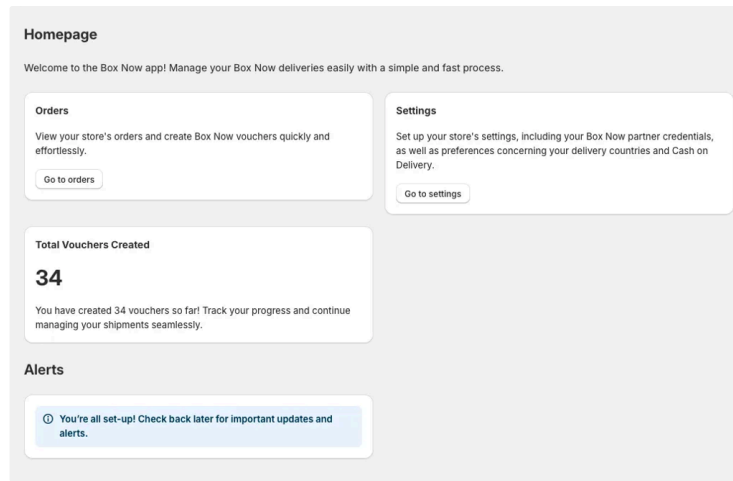 Homepage
Welcome to the Box Now app! Manage your Box Now deliveries easily with a simple and fast process.
Orders
View your store's orders and create Box Now vouchers quickly and
effortlessly.
Go to orders
Settings
Set up your store's settings, including your Box Now partner credentials,
as well as preferences concerning your delivery countries and Cash on
Delivery.
Go to settings
Total Vouchers Created
34
You have created 34 vouchers so far! Track your progress and continue
managing your shipments seamlessly.
Alerts
You're all set-up! Check back later for important updates and
alerts.